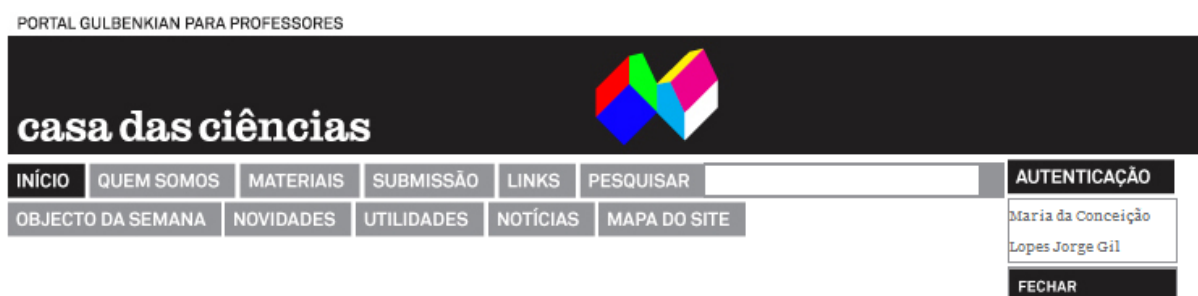 PORTAL GULBENKIAN PARA PROFESSORES
casa das ciências
INÍCIO QUEM SOMOS MATERIAIS SUBMISSÃO LINKS PESQUISAR
OBJECTO DA SEMANA NOVIDADES UTILIDADES NOTÍCIAS MAPA DO SITE
AUTENTICAÇÃO
Maria da Conceição
Lopes Jorge Gil
FECHAR